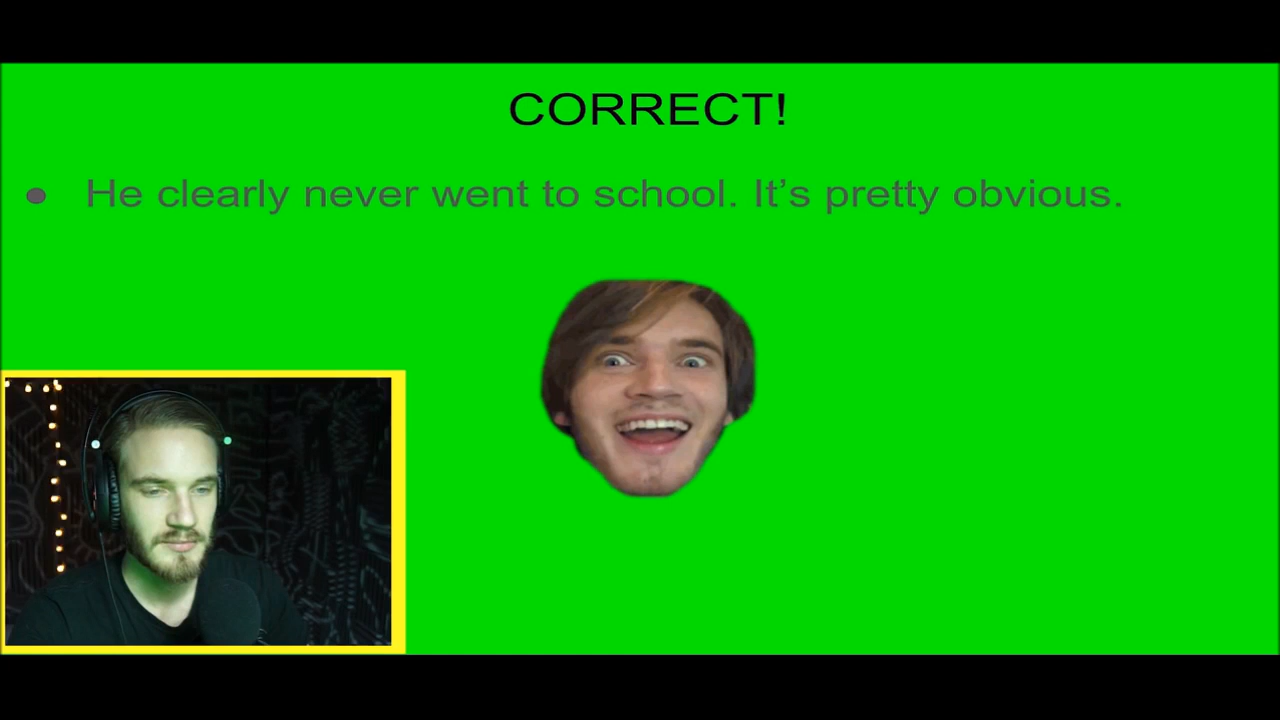 CORRECT!
● He clearly never went to school. It’s pretty obvious.